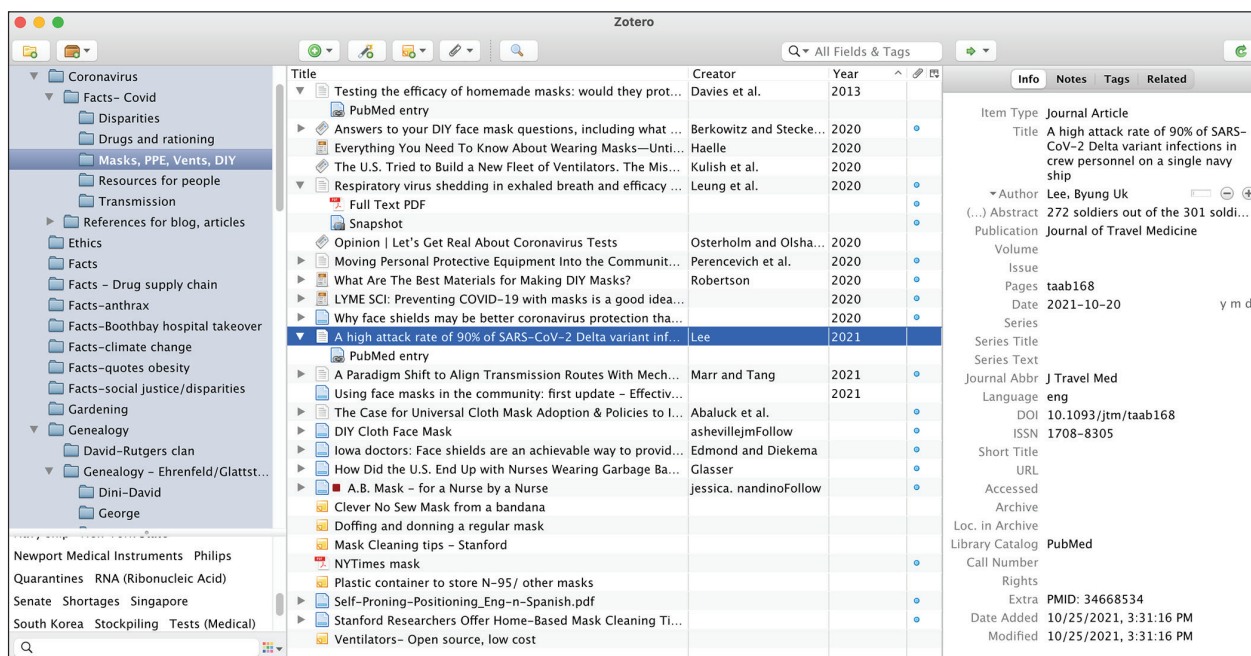 Zotero
All Fields & Tags
Coronavirus
Facts- Covid
Disparities
Drugs and rationing
Masks, PPE, Vents, DIY
Resources for people
Transmission
References for blog, articles
Ethics
Facts
Facts - Drug supply chain
Facts-anthrax
Facts-Boothbay hospital takeover
Facts-climate change
Facts-quotes obesity
Facts-social justice/disparities
Gardening
Genealogy
David-Rutgers clan
Genealogy - Ehrenfeld/Glattst...
Dini-David
George
Newport Medical Instruments Philips
Quarantines RNA (Ribonucleic Acid)
Senate Shortages Singapore
South Korea Stockpiling Tests (Medical)
Title Creator Year
Testing the efficacy of homemade masks: would they prot... Davies et al. 2013
PubMed entry
Answers to your DIY face mask questions, including what ... Berkowitz and Stecke... 2020
Everything You Need To Know About Wearing Masks—Unti... Haelle 2020
The U.S. Tried to Build a New Fleet of Ventilators. The Mis... Kulish et al. 2020
Respiratory virus shedding in exhaled breath and efficacy ... Leung et al. 2020
Full Text PDF
Snapshot
Opinion | Let's Get Real About Coronavirus Tests Osterholm and Olsha... 2020
Moving Personal Protective Equipment Into the Communit... Perencevich et al. 2020
What Are The Best Materials for Making DIY Masks? Robertson 2020
LYME SCI: Preventing COVID-19 with masks is a good idea... 2020
Why face shields may be better coronavirus protection tha... 2020
A high attack rate of 90% of SARS-CoV-2 Delta variant inf... Lee 2021
PubMed entry
A Paradigm Shift to Align Transmission Routes With Mech... Marr and Tang 2021
Using face masks in the community: first update - Effectiv... 2021
The Case for Universal Cloth Mask Adoption & Policies to I... Abaluck et al.
DIY Cloth Face Mask ashevillejmFollow
Iowa doctors: Face shields are an achievable way to provid... Edmond and Diekema
How Did the U.S. End Up with Nurses Wearing Garbage Ba... Glasser
A.B. Mask - for a Nurse by a Nurse jessica. nandinoFollow
Clever No Sew Mask from a bandana
Doffing and donning a regular mask
Mask Cleaning tips - Stanford
NYTimes mask
Plastic container to store N-95/ other masks
Self-Proning-Positioning_Eng-n-Spanish.pdf
Stanford Researchers Offer Home-Based Mask Cleaning Ti...
Ventilators- Open source, low cost
Info Notes Tags Related
Item Type Journal Article
Title A high attack rate of 90% of SARS-
CoV-2 Delta variant infections in
crew personnel on a single navy
ship
Author Lee, Byung Uk
(...) Abstract 272 soldiers out of the 301 soldi...
Publication Journal of Travel Medicine
Volume
Issue
Pages taab168
Date 2021-10-20 y m d
Series
Series Title
Series Text
Journal Abbr J Travel Med
Language eng
DOI 10.1093/jtm/taab168
ISSN 1708-8305
Short Title
URL
Accessed
Archive
Loc. in Archive
Library Catalog PubMed
Call Number
Rights
Extra PMID: 34668534
Date Added 10/25/2021, 3:31:16 PM
Modified 10/25/2021, 3:31:16 PM